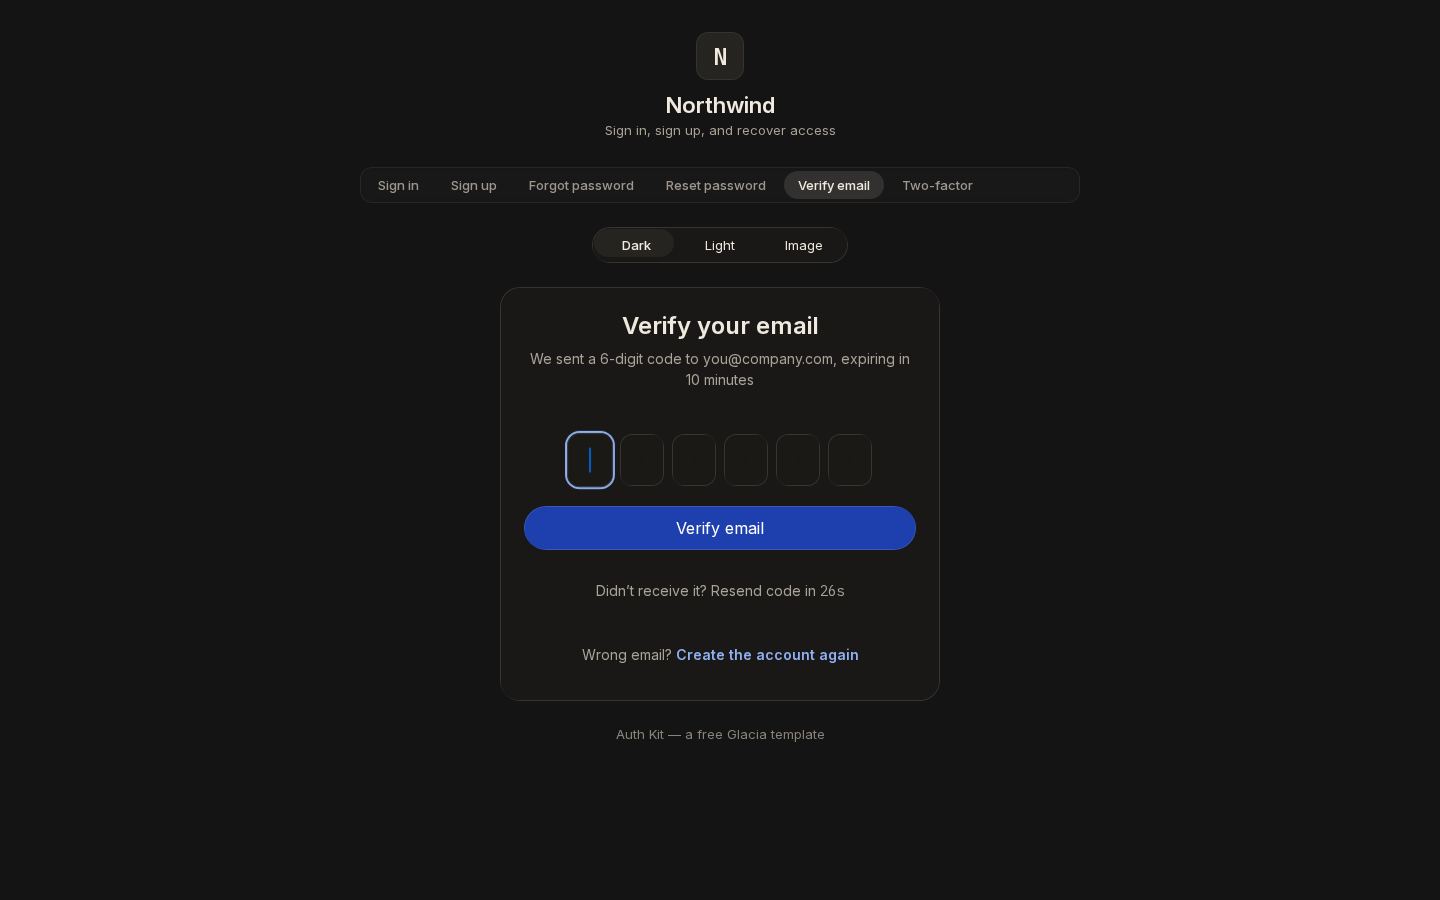 N
Northwind
Sign in, sign up, and recover access
Sign in Sign up Forgot password Reset password Verify email Two-factor
Dark Light Image
Verify your email
We sent a 6-digit code to you@company.com, expiring in
10 minutes
Verify email
Didn’t receive it? Resend code in 26s
Wrong email? Create the account again
Auth Kit — a free Glacia template